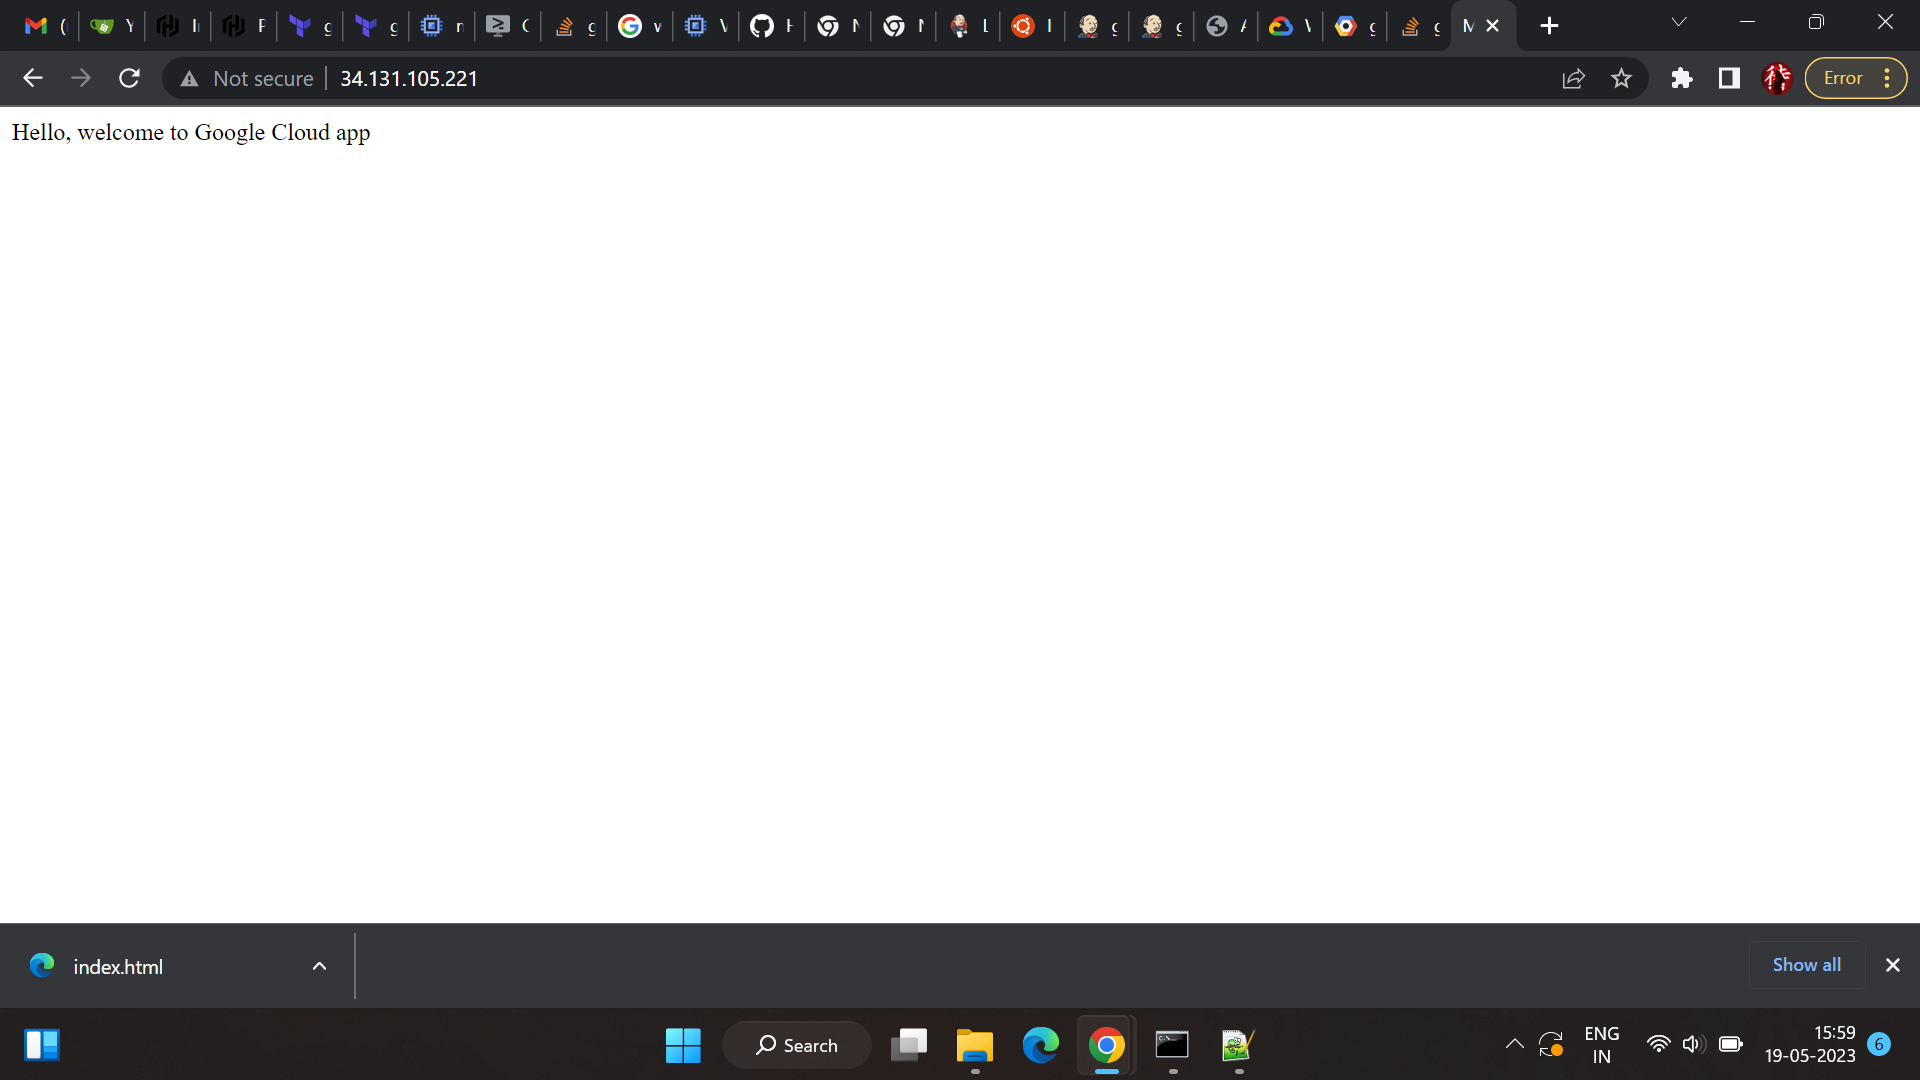 Not secure
34.131.105.221
Error
Hello, welcome to Google Cloud app
index.html
Show all
Search
ENG
IN
15:59
19-05-2023
6